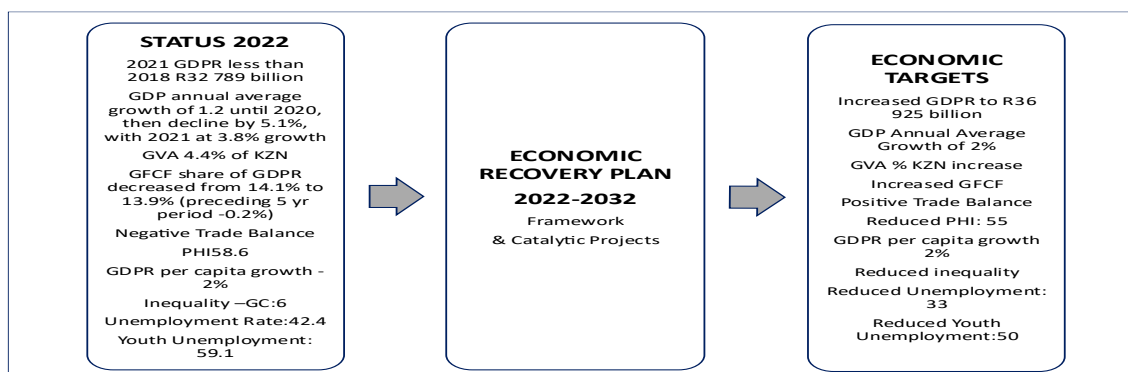 STATUS 2022
2021 GDPR less than
2018 R32 789 billion
GDP annual average
growth of 1.2 until 2020,
then decline by 5.1%,
with 2021 at 3.8% growth
GVA 4.4% of KZN
GFCF share of GDPR
decreased from 14.1% to
13.9% (preceding 5 yr
period -0.2%)
Negative Trade Balance
PHI58.6
GDPR per capita growth -
2%
Inequality –GC:6
Unemployment Rate:42.4
Youth Unemployment:
59.1
ECONOMIC
RECOVERY PLAN
2022-2032
Framework
& Catalytic Projects
ECONOMIC
TARGETS
Increased GDPR to R36
925 billion
GDP Annual Average
Growth of 2%
GVA % KZN increase
Increased GFCF
Positive Trade Balance
Reduced PHI: 55
GDPR per capita growth
2%
Reduced inequality
Reduced Unemployment:
33
Reduced Youth
Unemployment:50